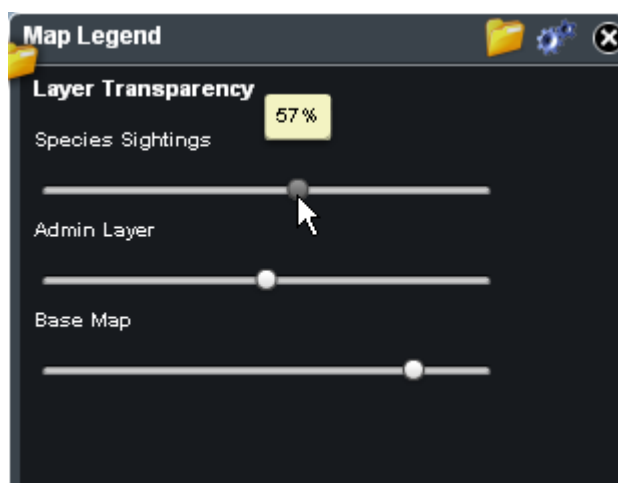 Map Legend
Layer Transparency
57%
Species Sightings
Admin Layer
Base Map